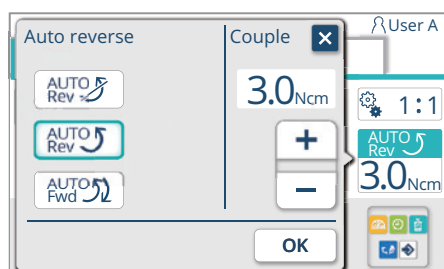 Auto reverse
Couple
User A
AUTO
Rev
3.0Ncm
1:1
AUTO
Rev
AUTO
Rev
3.0Ncm
AUTO
Fwd
OK